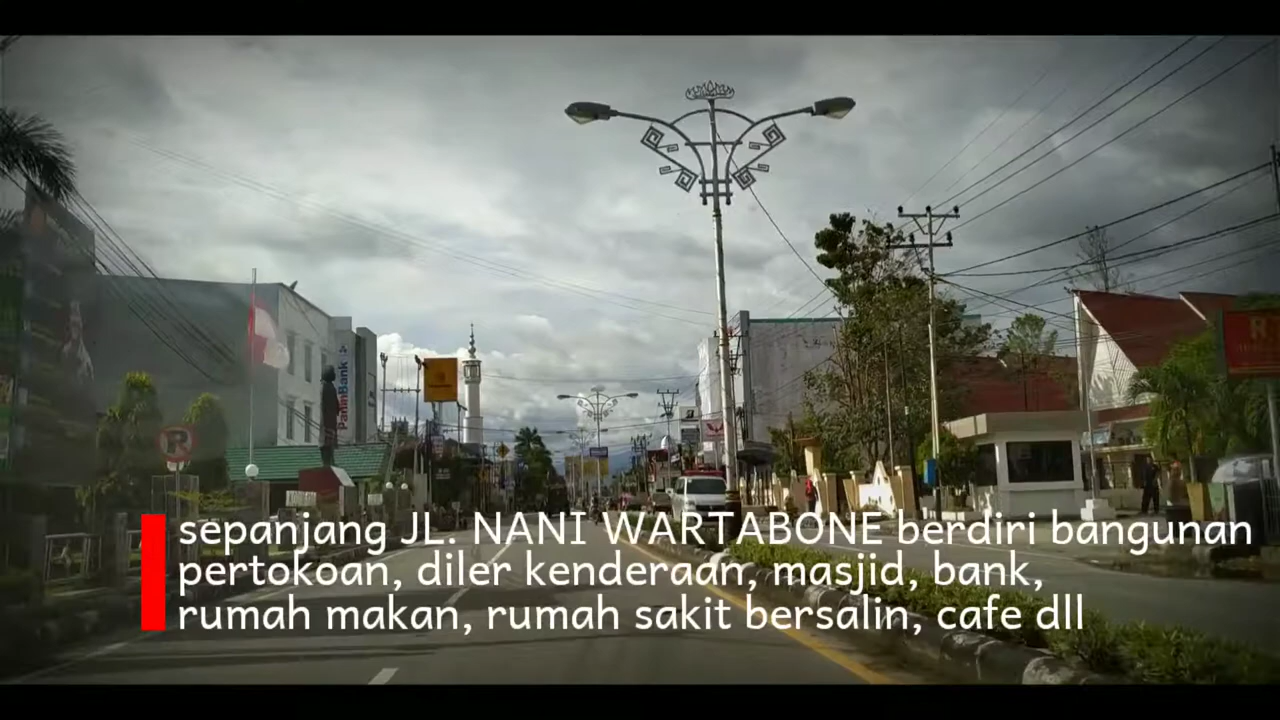 PaninBank
sepanjang JL. NANI WARTABONE berdiri bangunan
pertokoan, diler kenderaan, masjid, bank,
rumah makan, rumah sakit bersalin, cafe dll